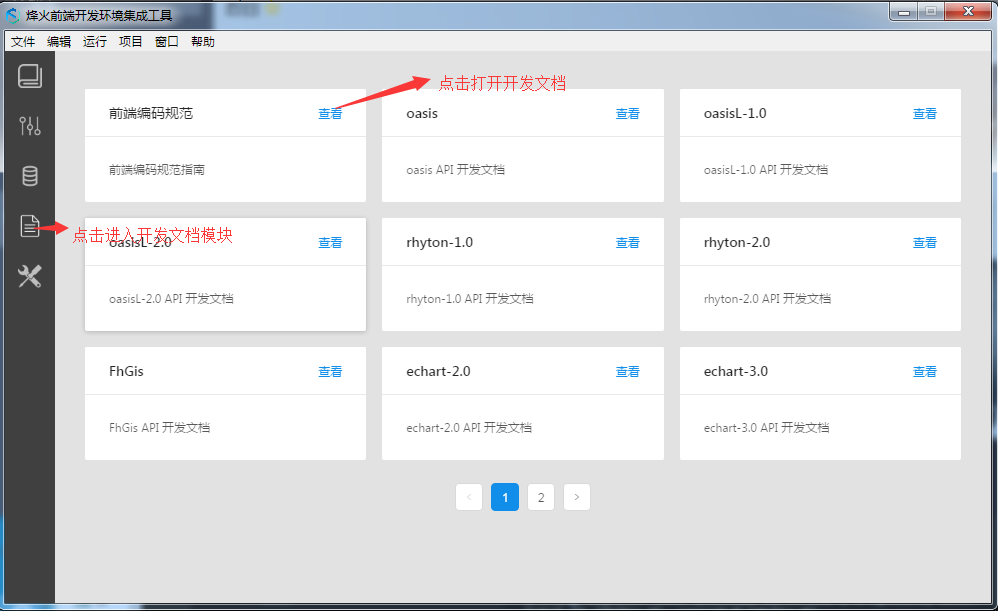 烽火前端开发环境集成工具
文件 编辑 运行 项目 窗口 帮助
点击打开开发文档
前端编码规范 查看
前端编码规范指南
oasis 查看
oasis API 开发文档
oasisL-1.0 查看
oasisL-1.0 API 开发文档
点击进入开发文档模块
oasisL-2.0 查看
oasisL-2.0 API 开发文档
rhyton-1.0 查看
rhyton-1.0 API 开发文档
rhyton-2.0 查看
rhyton-2.0 API 开发文档
FhGis 查看
FhGis API 开发文档
echart-2.0 查看
echart-2.0 API 开发文档
echart-3.0 查看
echart-3.0 API 开发文档
< 1 2 >